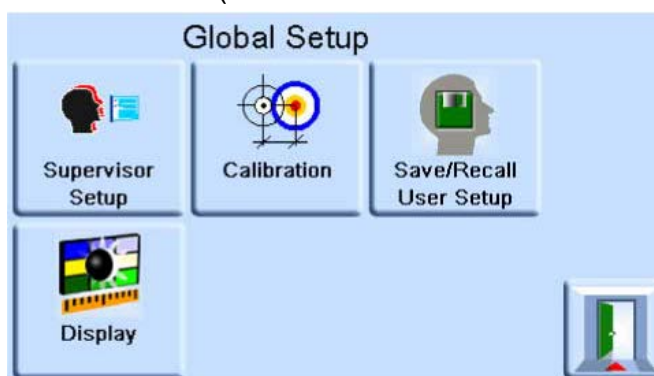 (
Global Setup
Supervisor
Setup
Calibration
Save/Recall
User Setup
Display